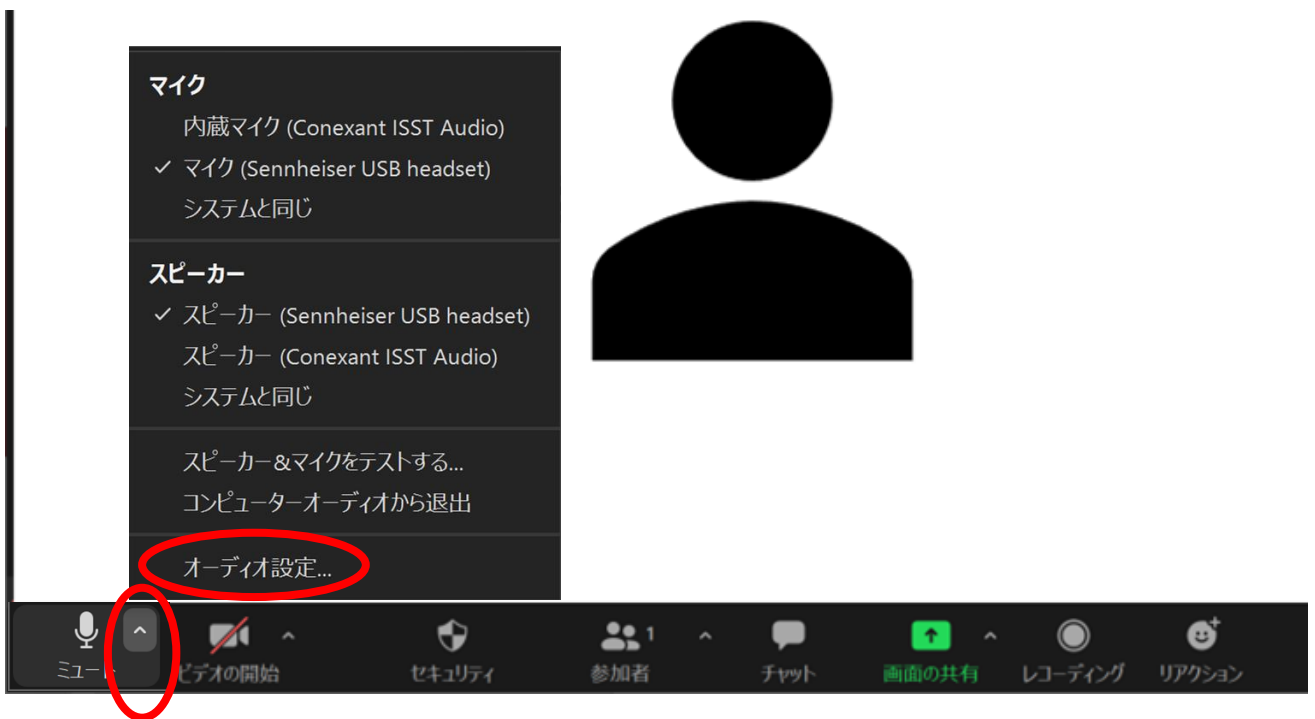 マイク
内蔵マイク (Conexant ISST Audio)
マイク (Sennheiser USB headset)
システムと同じ
スピーカー
スピーカー (Sennheiser USB headset)
スピーカー (Conexant ISST Audio)
システムと同じ
スピーカー&マイクをテストする...
コンピューターオーディオから退出
オーディオ設定...
1
ミュート ビデオの開始 セキュリティ 参加者 チャット 画面の共有 レコーディング リアクション